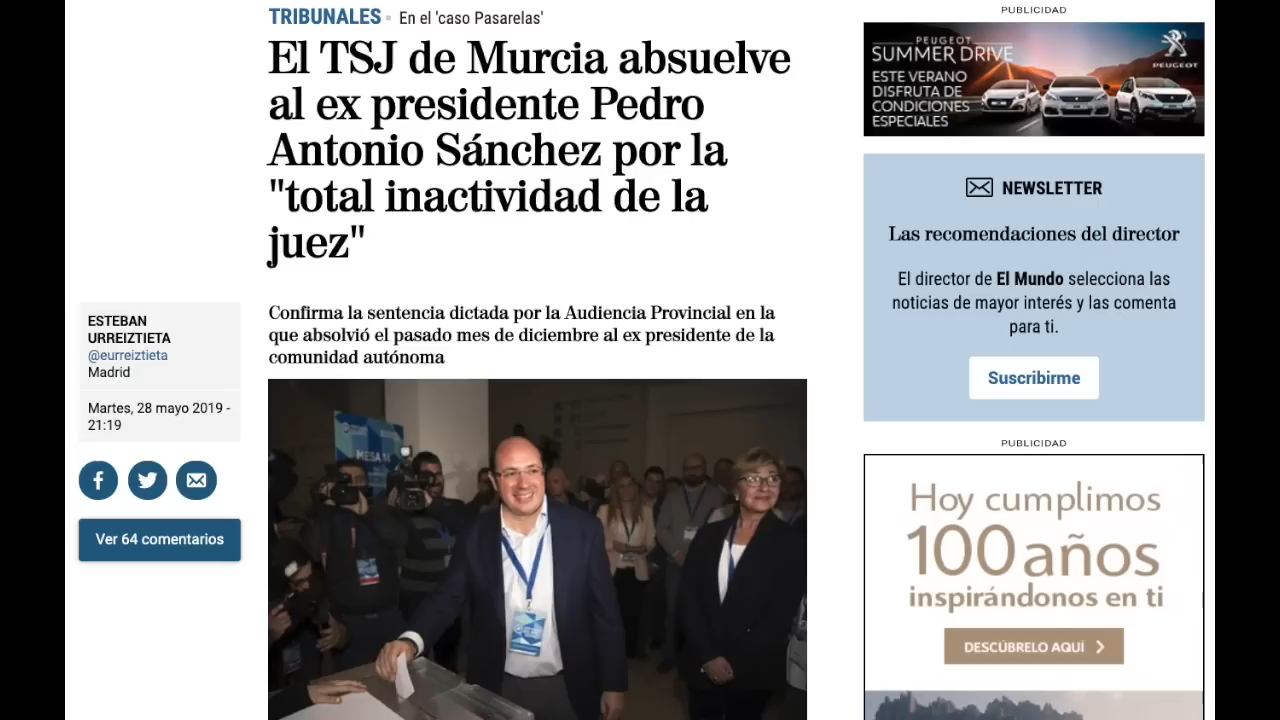 TRIBUNALES En el 'caso Pasarelas'
El TSJ de Murcia absuelve
al ex presidente Pedro
Antonio Sánchez por la
"total inactividad de la
juez"
Confirma la sentencia dictada por la Audiencia Provincial en la
que absolvió el pasado mes de diciembre al ex presidente de la
comunidad autónoma
ESTEBAN
URREIZTIETA
@eurreiztieta
Madrid
Martes, 28 mayo 2019 -
21:19
Ver 64 comentarios
MESA
PUBLICIDAD
PEUGEOT
SUMMER DRIVE
ESTE VERANO
DISFRUTA DE
CONDICIONES
ESPECIALES
PEUGEOT
NEWSLETTER
Las recomendaciones del director
El director de El Mundo selecciona las
noticias de mayor interés y las comenta
para ti.
Suscribirme
PUBLICIDAD
Hoy cumplimos
100 años
inspirándonos en ti
DESCÚBRELO AQUÍ